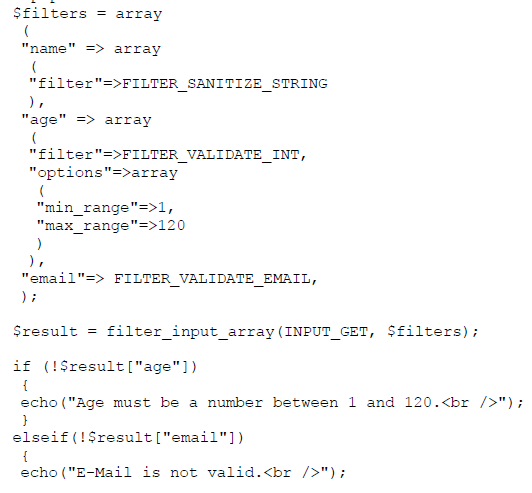 $filters = array
 (
 "name" => array
  (
  "filter"=>FILTER_SANITIZE_STRING
  ),
 "age" => array
  (
  "filter"=>FILTER_VALIDATE_INT,
  "options"=>array
   (
   "min_range"=>1,
   "max_range"=>120
   )
  ),
 "email"=> FILTER_VALIDATE_EMAIL,
 );
$result = filter_input_array(INPUT_GET, $filters);
if (!$result["age"])
 {
 echo("Age must be a number between 1 and 120.<br />");
 }
elseif(!$result["email"])
 {
 echo("E-Mail is not valid.<br />");